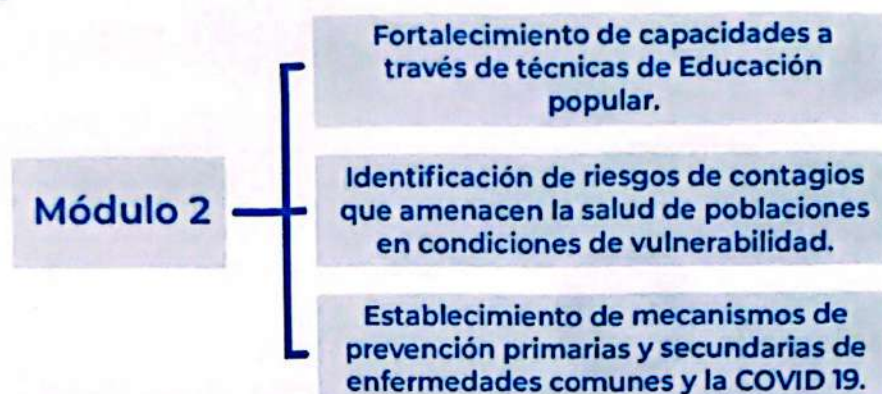 Módulo 2
Fortalecimiento de capacidades a
través de técnicas de Educación
popular.
Identificación de riesgos de contagios
que amenacen la salud de poblaciones
en condiciones de vulnerabilidad.
Establecimiento de mecanismos de
prevención primarias y secundarias de
enfermedades comunes y la COVID 19.